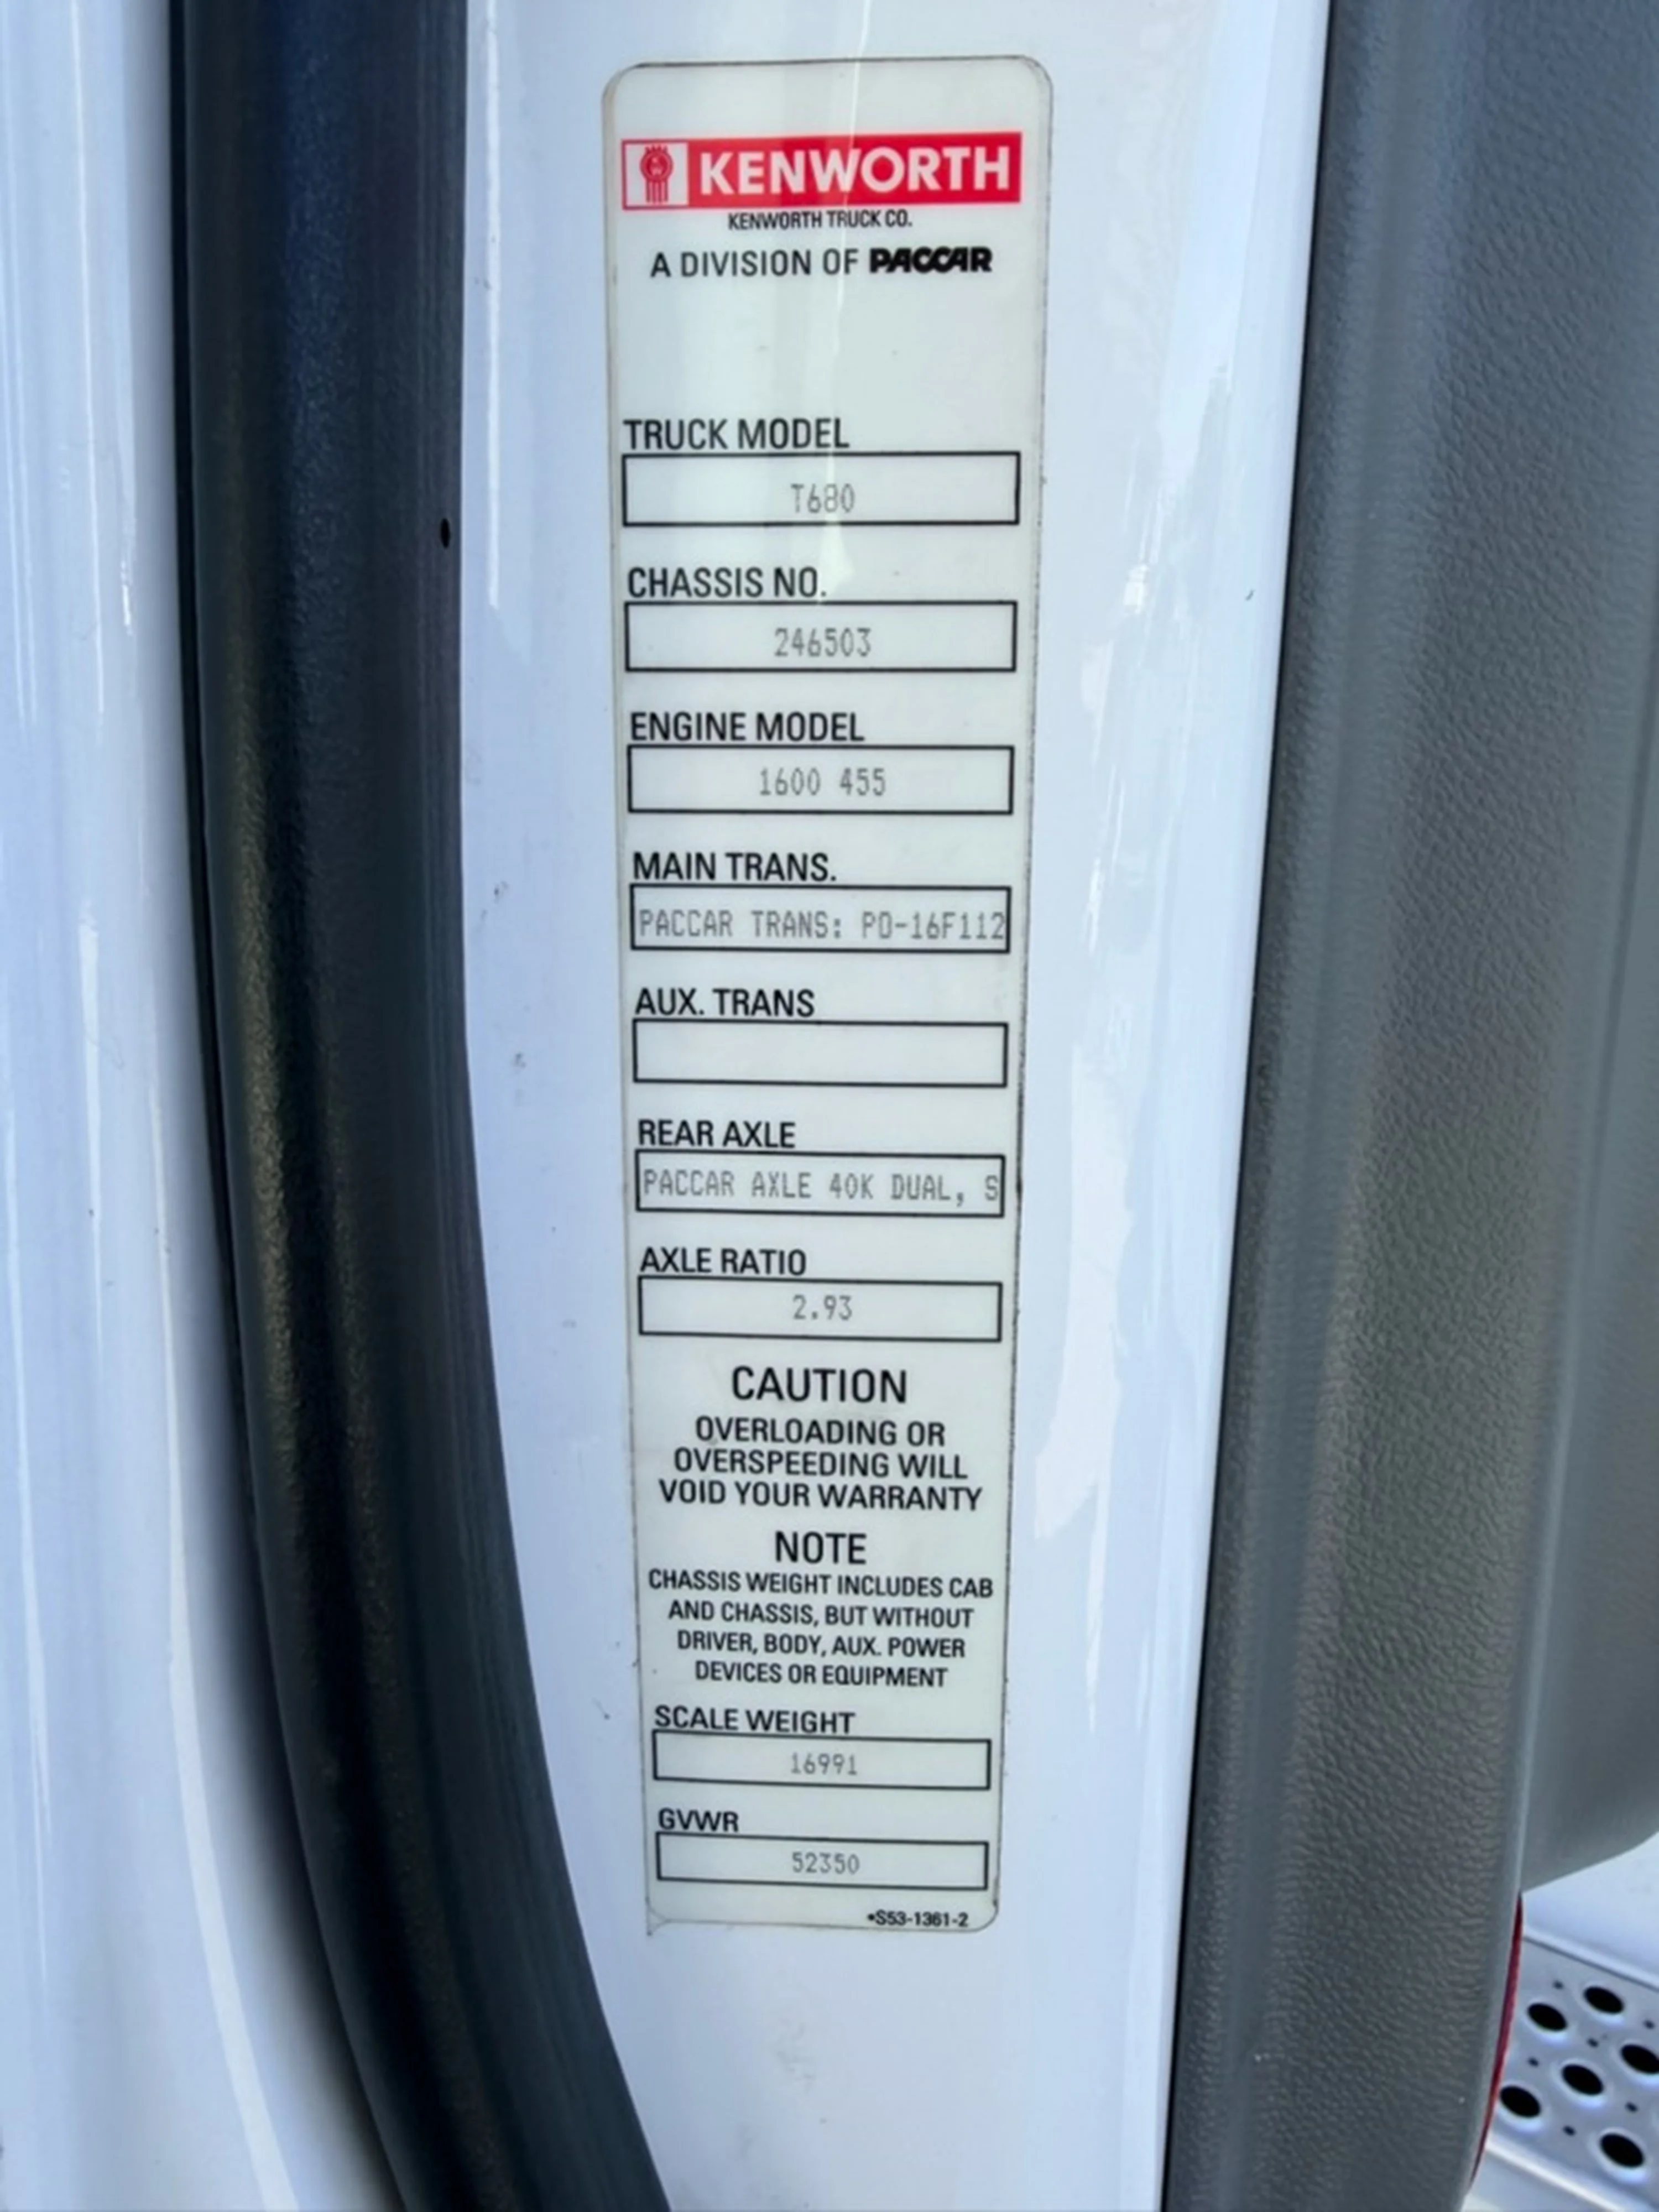 KENWORTH
KENWORTH TRUCK CO.
A DIVISION OF PACCAR
TRUCK MODEL
T680
CHASSIS NO.
246503
ENGINE MODEL
1600 455
MAIN TRANS.
PACCAR TRANS: PO-16F112
AUX. TRANS
REAR AXLE
PACCAR AXLE 40K DUAL, S
AXLE RATIO
2.93
CAUTION
OVERLOADING OR
OVERSPEEDING WILL
VOID YOUR WARRANTY
NOTE
CHASSIS WEIGHT INCLUDES CAB
AND CHASSIS, BUT WITHOUT
DRIVER, BODY, AUX. POWER
DEVICES OR EQUIPMENT
SCALE WEIGHT
16991
GVWR
52350
•S53-1361-2